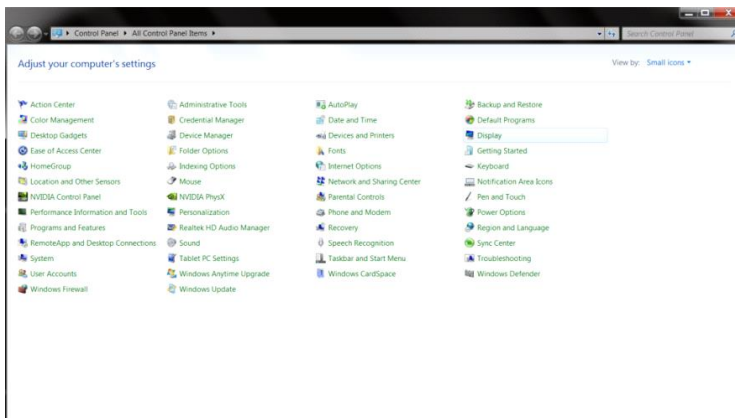 Control Panel ▸ All Control Panel Items ▸ Search Control Panel
Adjust your computer's settings View by: Small icons
Action Center Administrative Tools AutoPlay Backup and Restore
Color Management Credential Manager Date and Time Default Programs
Desktop Gadgets Device Manager Devices and Printers Display
Ease of Access Center Folder Options Fonts Getting Started
HomeGroup Indexing Options Internet Options Keyboard
Location and Other Sensors Mouse Network and Sharing Center Notification Area Icons
NVIDIA Control Panel NVIDIA PhysX Parental Controls Pen and Touch
Performance Information and Tools Personalization Phone and Modem Power Options
Programs and Features Realtek HD Audio Manager Recovery Region and Language
RemoteApp and Desktop Connections Sound Speech Recognition Sync Center
System Tablet PC Settings Taskbar and Start Menu Troubleshooting
User Accounts Windows Anytime Upgrade Windows CardSpace Windows Defender
Windows Firewall Windows Update